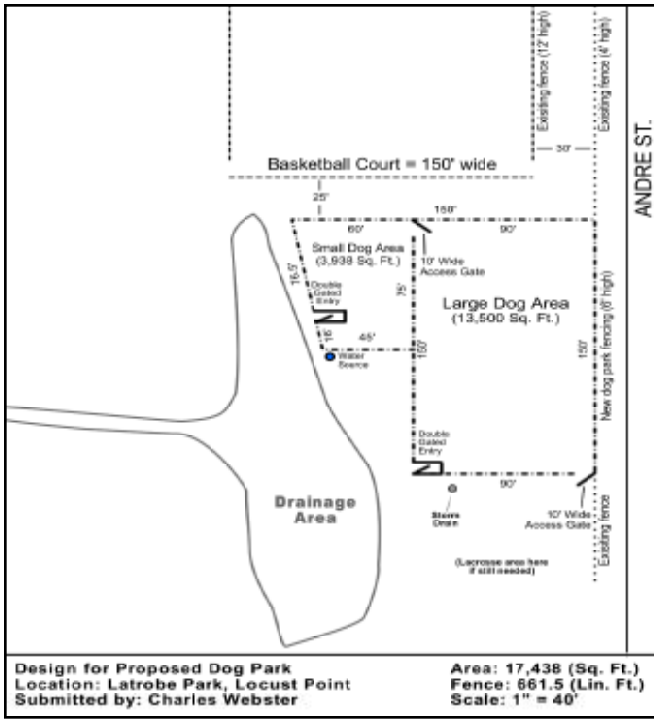 Exisiting fence (12' high)
Exisiting fence (4' high)
30'
ANDRE ST.
Basketball Court = 150' wide
25'
150'
60'
90'
Small Dog Area
(3,938 Sq. Ft.)
10' Wide
Access Gate
16.5'
75'
Double
Gated
Entry
Large Dog Area
(13,500 Sq. Ft.)
16'
45'
150'
150'
New dog park fencing (6' high)
Water
Source
Double
Gated
Entry
90'
Drainage
Area
Storm
Drain
10' Wide
Access Gate
Exisiting fence
(Lacrosse area here
if still needed)
Design for Proposed Dog Park
Location: Latrobe Park, Locust Point
Submitted by: Charles Webster
Area: 17,438 (Sq. Ft.)
Fence: 661.5 (Lin. Ft.)
Scale: 1" = 40'